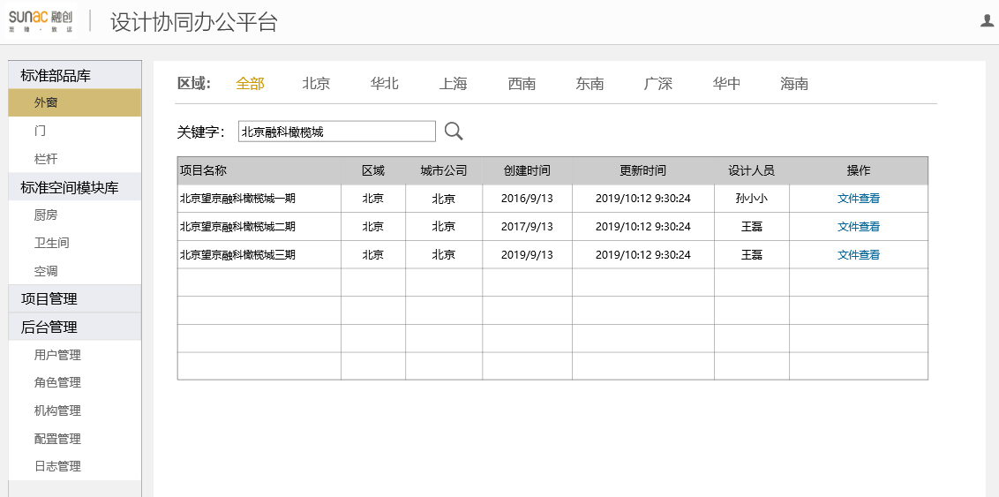 sunac 融创
至臻·致远
设计协同办公平台
标准部品库
外窗
门
栏杆
标准空间模块库
厨房
卫生间
空调
项目管理
后台管理
用户管理
角色管理
机构管理
配置管理
日志管理
区域: 全部 北京 华北 上海 西南 东南 广深 华中 海南
关键字: 北京融科橄榄城
项目名称 区域 城市公司 创建时间 更新时间 设计人员 操作
北京望京融科橄榄城一期 北京 北京 2016/9/13 2019/10:12 9:30:24 孙小小 文件查看
北京望京融科橄榄城二期 北京 北京 2017/9/13 2019/10:12 9:30:24 王磊 文件查看
北京望京融科橄榄城三期 北京 北京 2019/9/13 2019/10:12 9:30:24 王磊 文件查看